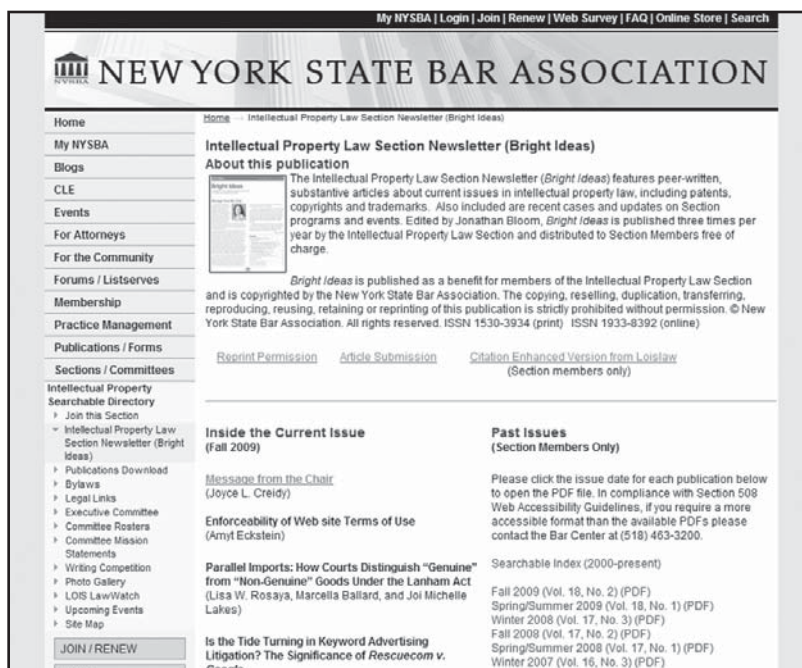 My NYSBA | Login | Join | Renew | Web Survey | FAQ | Online Store | Search
NYSBA
NEW YORK STATE BAR ASSOCIATION
Home
My NYSBA
Blogs
CLE
Events
For Attorneys
For the Community
Forums / Listserves
Membership
Practice Management
Publications / Forms
Sections / Committees
Intellectual Property
Searchable Directory
Join this Section
Intellectual Property Law
Section Newsletter (Bright
Ideas)
Publications Download
Bylaws
Legal Links
Executive Committee
Committee Rosters
Committee Mission
Statements
Writing Competition
Photo Gallery
LOIS LawWatch
Upcoming Events
Site Map
JOIN / RENEW
Home → Intellectual Property Law Section Newsletter (Bright Ideas)
Intellectual Property Law Section Newsletter (Bright Ideas)
About this publication
Bright Ideas
The Intellectual Property Law Section Newsletter (Bright Ideas) features peer-written,
substantive articles about current issues in intellectual property law, including patents,
copyrights and trademarks. Also included are recent cases and updates on Section
programs and events. Edited by Jonathan Bloom, Bright Ideas is published three times per
year by the Intellectual Property Law Section and distributed to Section Members free of
charge.
Bright Ideas is published as a benefit for members of the Intellectual Property Law Section
and is copyrighted by the New York State Bar Association. The copying, reselling, duplication, transferring,
reproducing, reusing, retaining or reprinting of this publication is strictly prohibited without permission. © New
York State Bar Association. All rights reserved. ISSN 1530-3934 (print) ISSN 1933-8392 (online)
Reprint Permission Article Submission Citation Enhanced Version from Loislaw
(Section members only)
Inside the Current Issue
(Fall 2009)
Message from the Chair
(Joyce L. Creidy)
Enforceability of Web site Terms of Use
(Amyt Eckstein)
Parallel Imports: How Courts Distinguish "Genuine"
from "Non-Genuine" Goods Under the Lanham Act
(Lisa W. Rosaya, Marcella Ballard, and Joi Michelle
Lakes)
Is the Tide Turning in Keyword Advertising
Litigation? The Significance of Rescuecom v.
Past Issues
(Section Members Only)
Please click the issue date for each publication below
to open the PDF file. In compliance with Section 508
Web Accessibility Guidelines, if you require a more
accessible format than the available PDFs please
contact the Bar Center at (518) 463-3200.
Searchable Index (2000-present)
Fall 2009 (Vol. 18, No. 2) (PDF)
Spring/Summer 2009 (Vol. 18, No. 1) (PDF)
Winter 2008 (Vol. 17, No. 3) (PDF)
Fall 2008 (Vol. 17, No. 2) (PDF)
Spring/Summer 2008 (Vol. 17, No. 1) (PDF)
Winter 2007 (Vol. 16, No. 3) (PDF)